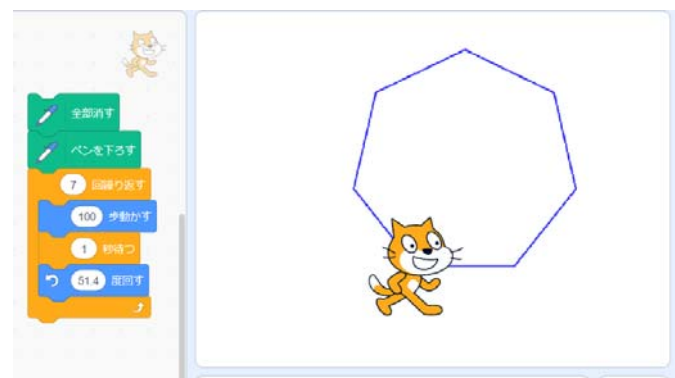 全部消す
ペンを下ろす
7 回繰り返す
100 歩動かす
1 秒待つ
51.4 度回す